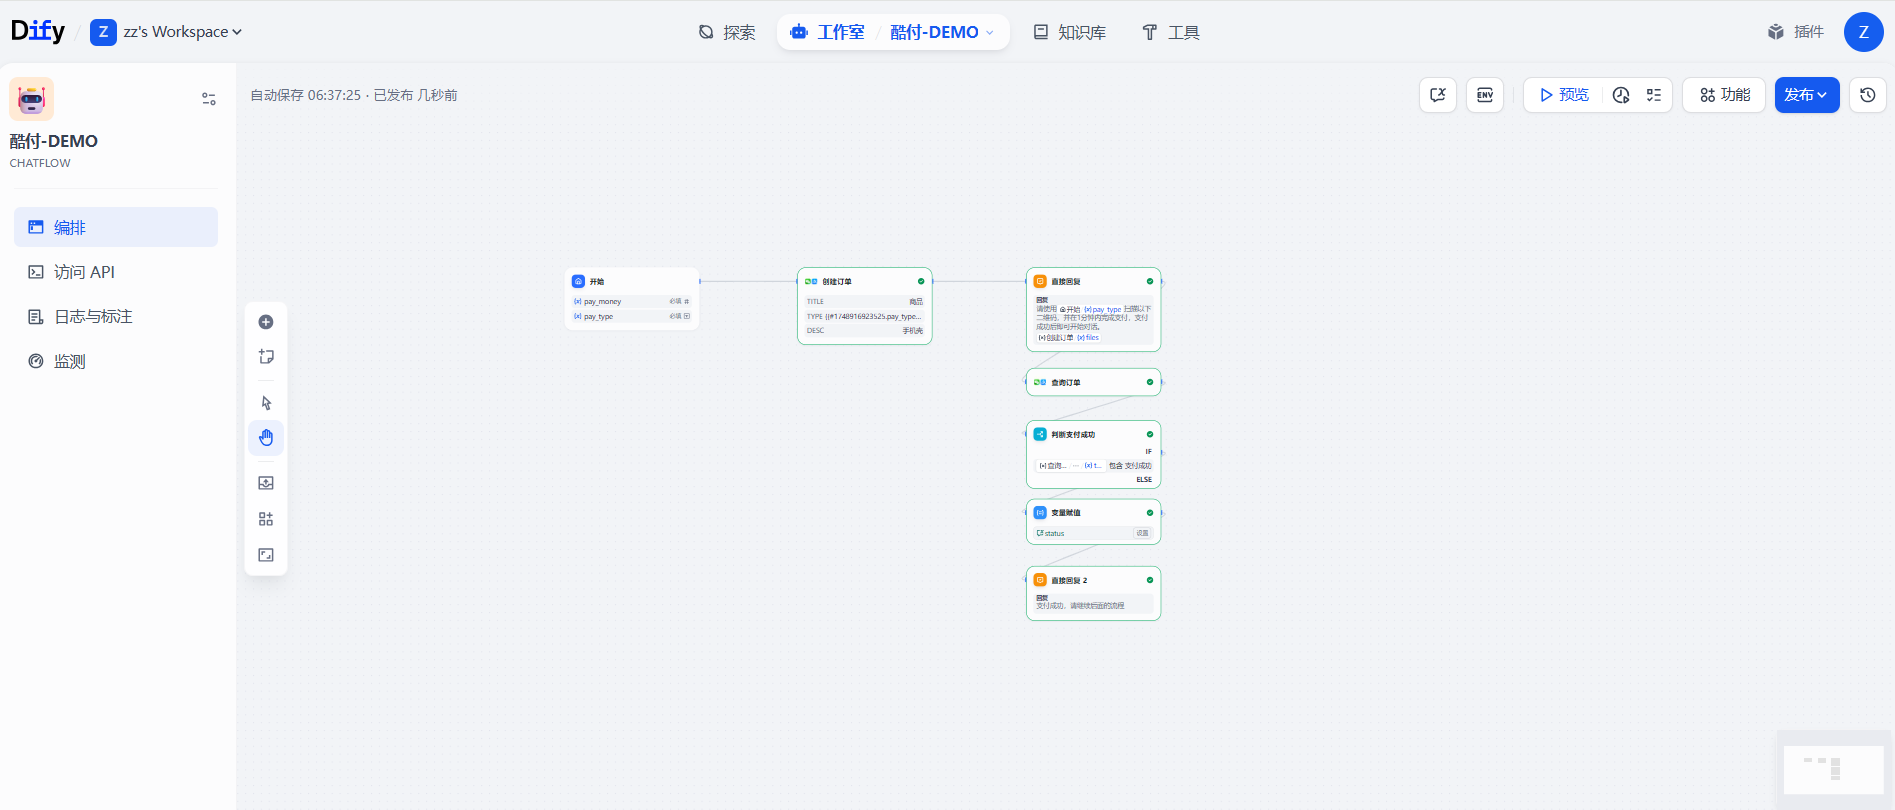 Dify
/
Z
zz's Workspace
探索
工作室 / 酷付-DEMO
知识库
工具
插件
Z
酷付-DEMO
CHATFLOW
编排
访问 API
日志与标注
监测
自动保存 06:37:25 · 已发布 几秒前
ENV
预览
功能
发布
开始
{x} pay_money 必填 #
{x} pay_type 必填
创建订单
TITLE 商品
TYPE {{#1748916923525.pay_type...
DESC 手机壳
直接回复
回复
请使用 开始 {x} pay_type 扫描以下
二维码，并在1分钟内完成支付，支付
成功后即可开始对话。
创建订单 {x} files
查询订单
判断支付成功
IF
查询... ··· {x} t... 包含 支付成功
ELSE
变量赋值
status 设置
直接回复 2
回复
支付成功，请继续后面的流程